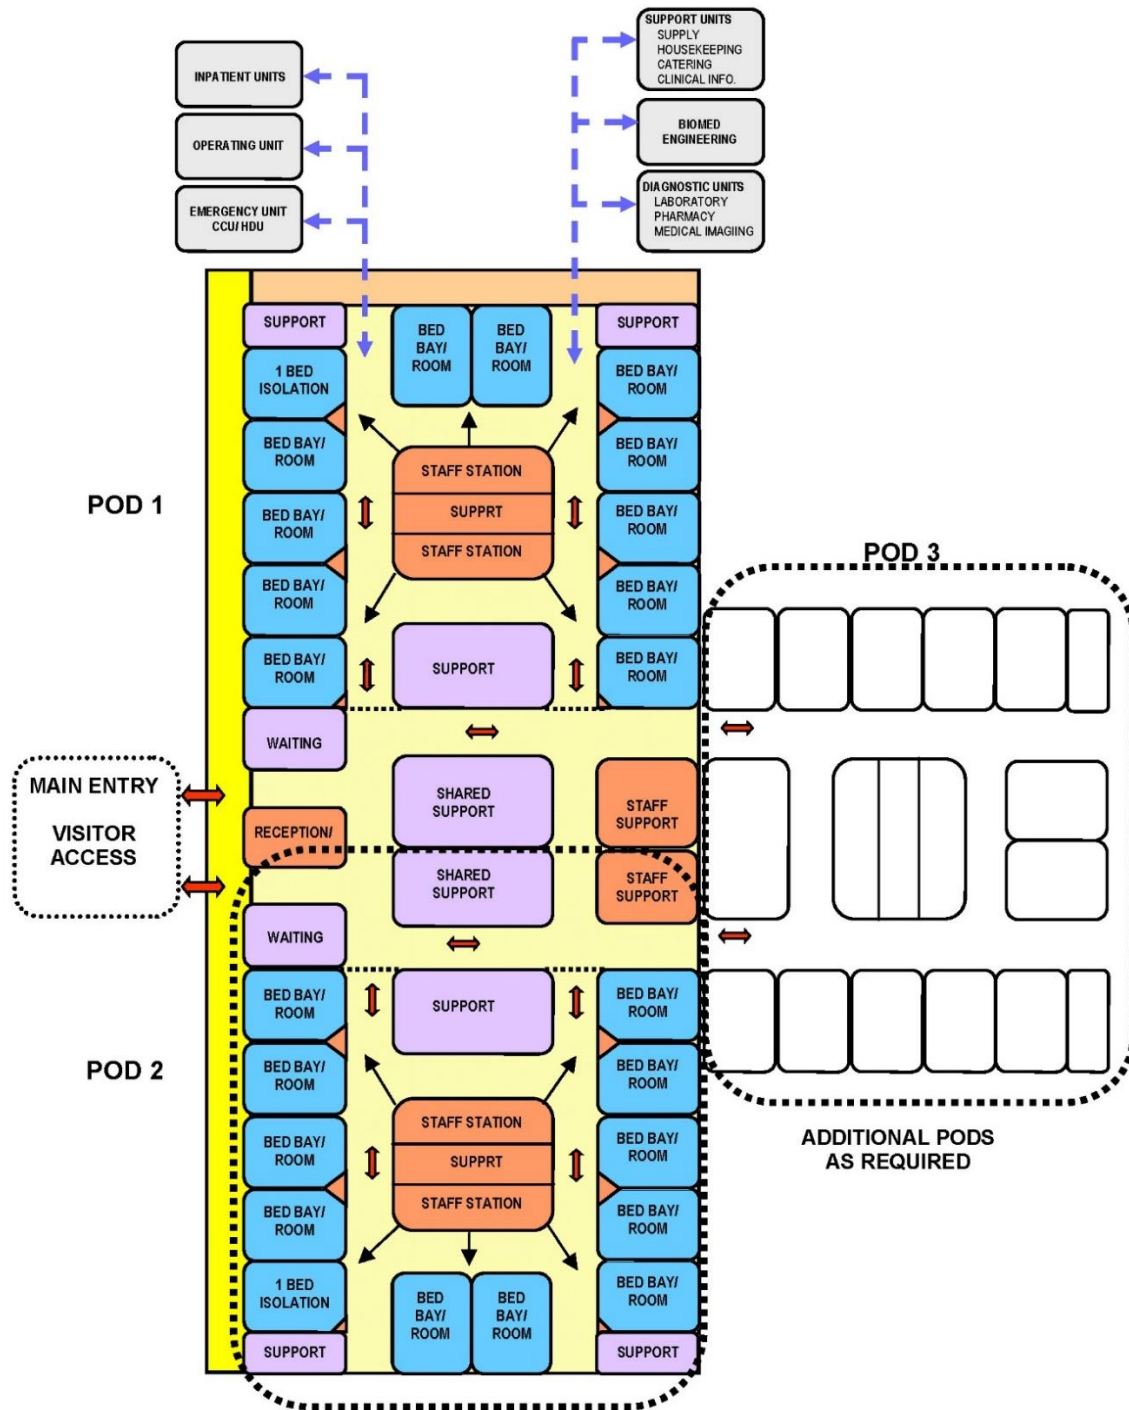 SUPPORT UNITS
SUPPLY
HOUSEKEEPING
CATERING
CLINICAL INFO.
INPATIENT UNITS
OPERATING UNIT
BIOMED
ENGINEERING
EMERGENCY UNIT
CCU/ HDU
DIAGNOSTIC UNITS
LABORATORY
PHARMACY
MEDICAL IMAGIING
POD 1
SUPPORT
1 BED
ISOLATION
BED BAY/
ROOM
BED BAY/
ROOM
BED BAY/
ROOM
BED BAY/
ROOM
BED
BAY/
ROOM
BED
BAY/
ROOM
STAFF STATION
SUPPRT
STAFF STATION
SUPPORT
SUPPORT
BED BAY/
ROOM
BED BAY/
ROOM
BED BAY/
ROOM
BED BAY/
ROOM
BED BAY/
ROOM
POD 3
MAIN ENTRY
VISITOR
ACCESS
WAITING
RECEPTION/
WAITING
SHARED
SUPPORT
SHARED
SUPPORT
STAFF
SUPPORT
STAFF
SUPPORT
POD 2
BED BAY/
ROOM
BED BAY/
ROOM
BED BAY/
ROOM
BED BAY/
ROOM
1 BED
ISOLATION
SUPPORT
SUPPORT
STAFF STATION
SUPPRT
STAFF STATION
BED
BAY/
ROOM
BED
BAY/
ROOM
BED BAY/
ROOM
BED BAY/
ROOM
BED BAY/
ROOM
BED BAY/
ROOM
BED BAY/
ROOM
SUPPORT
ADDITIONAL PODS
AS REQUIRED